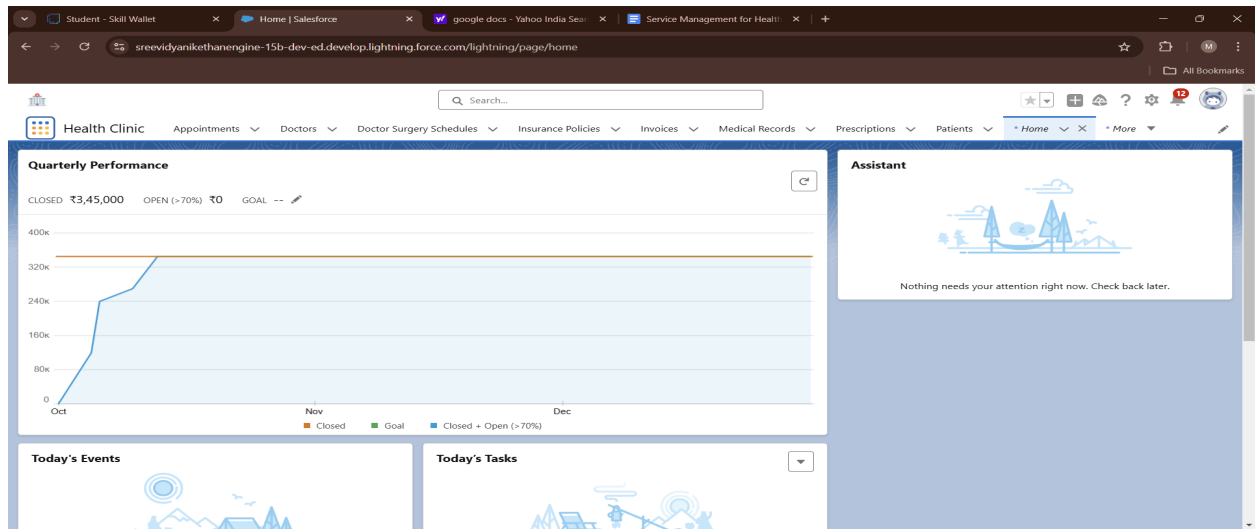 Student - Skill Wallet
Home | Salesforce
google docs - Yahoo India Sear
Service Management for Health
sreevidyanikethanengine-15b-dev-ed.develop.lightning.force.com/lightning/page/home
M
All Bookmarks
Search...
12
Health Clinic Appointments Doctors Doctor Surgery Schedules Insurance Policies Invoices Medical Records Prescriptions Patients * Home * More
Quarterly Performance
CLOSED ₹3,45,000 OPEN (>70%) ₹0 GOAL --
400K
320K
240K
160K
80K
0
Oct Nov Dec
Closed Goal Closed + Open (>70%)
Assistant
Nothing needs your attention right now. Check back later.
Today's Events
Today's Tasks